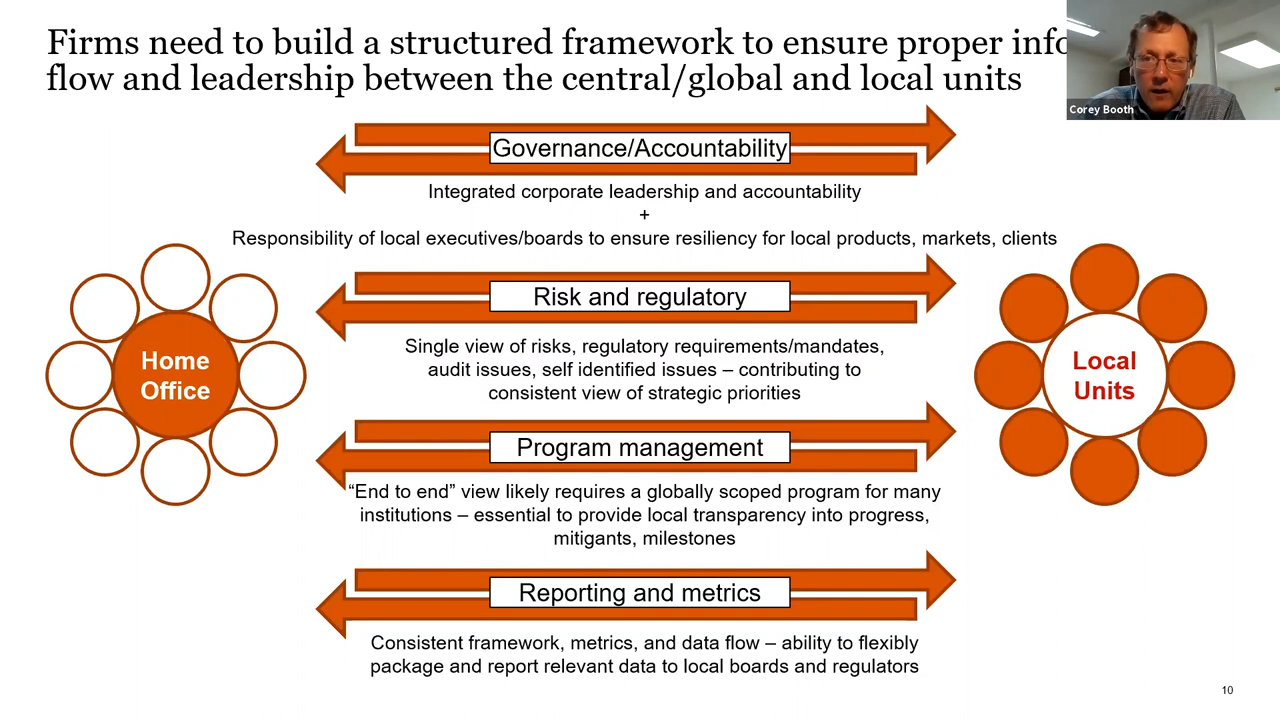 Firms need to build a structured framework to ensure proper
flow and leadership between the central/global and local units
Corey Booth
Governance/Accountability
Integrated corporate leadership and accountability
+
Responsibility of local executives/boards to ensure resiliency for local products, markets, clients
Risk and regulatory
Single view of risks, regulatory requirements/mandates,
audit issues, self identified issues – contributing to
consistent view of strategic priorities
Home
Office
Local
Units
Program management
“End to end” view likely requires a globally scoped program for many
institutions – essential to provide local transparency into progress,
mitigants, milestones
Reporting and metrics
Consistent framework, metrics, and data flow – ability to flexibly
package and report relevant data to local boards and regulators
10